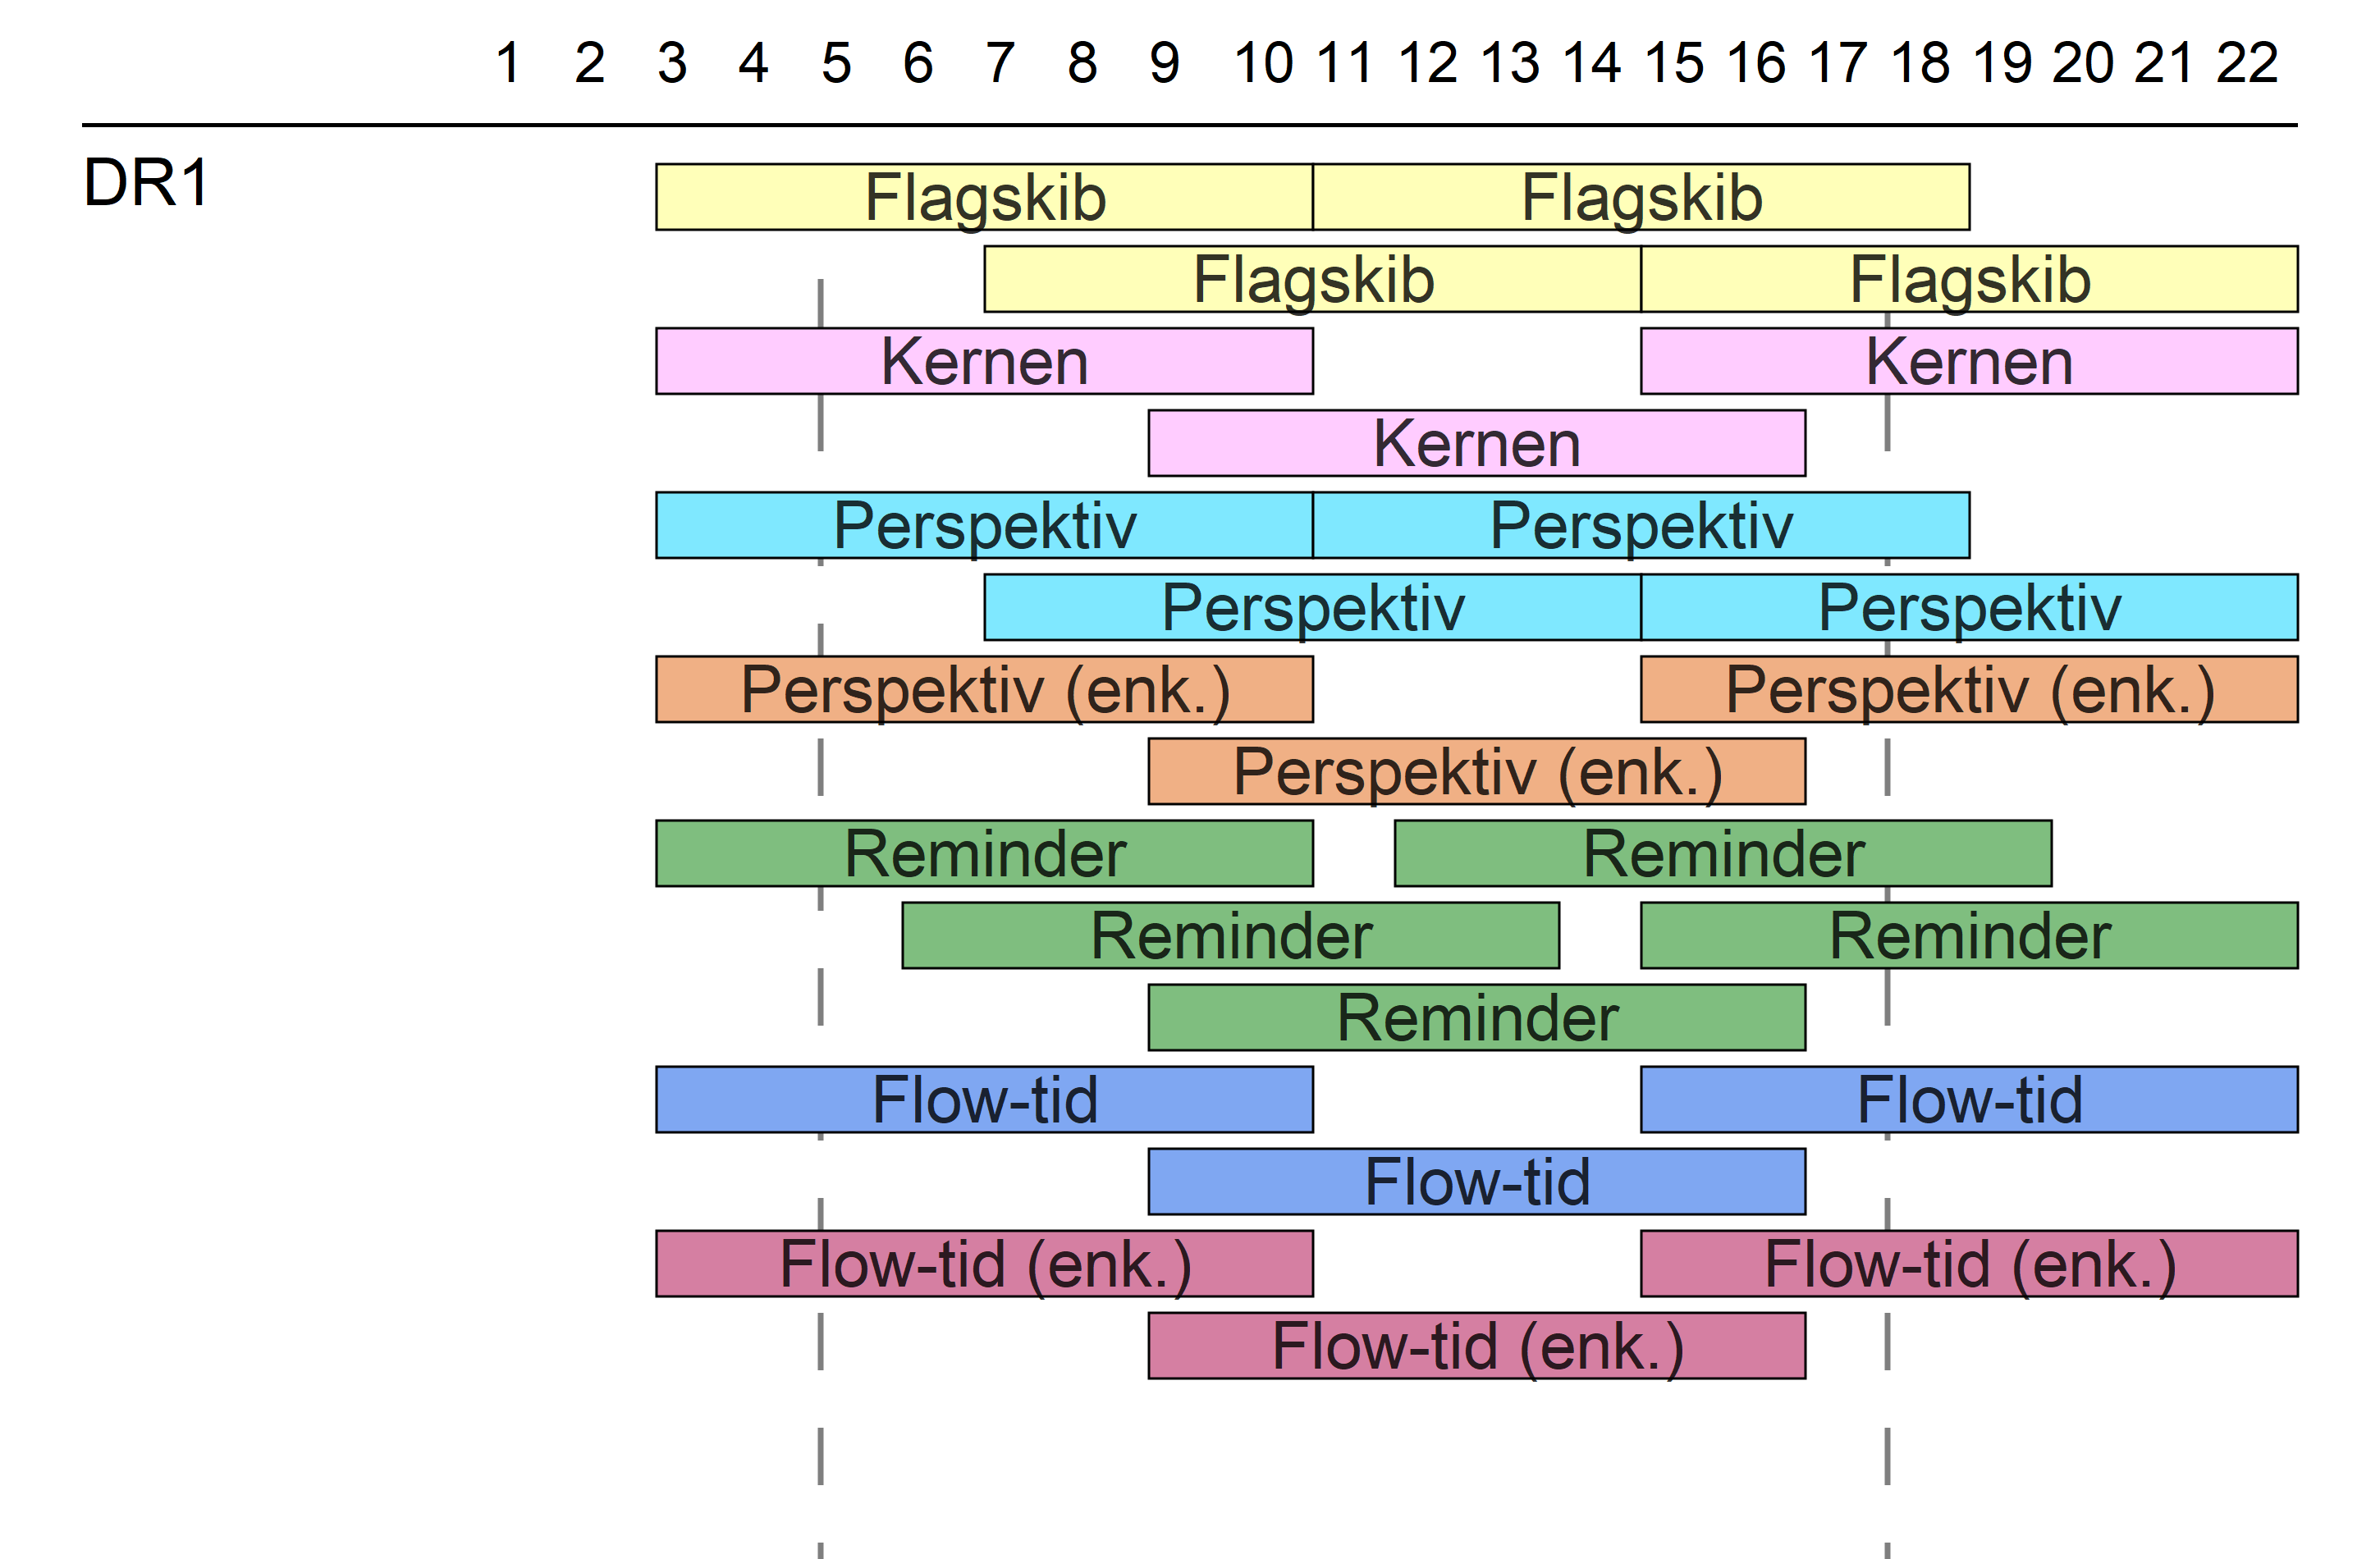 1 2 3 4 5 6 7 8 9 10 11 12 13 14 15 16 17 18 19 20 21 22
DR1
Flagskib Flagskib
Flagskib Flagskib
Kernen Kernen
Kernen
Perspektiv Perspektiv
Perspektiv Perspektiv
Perspektiv (enk.) Perspektiv (enk.)
Perspektiv (enk.)
Reminder Reminder
Reminder Reminder
Reminder
Flow-tid Flow-tid
Flow-tid
Flow-tid (enk.) Flow-tid (enk.)
Flow-tid (enk.)